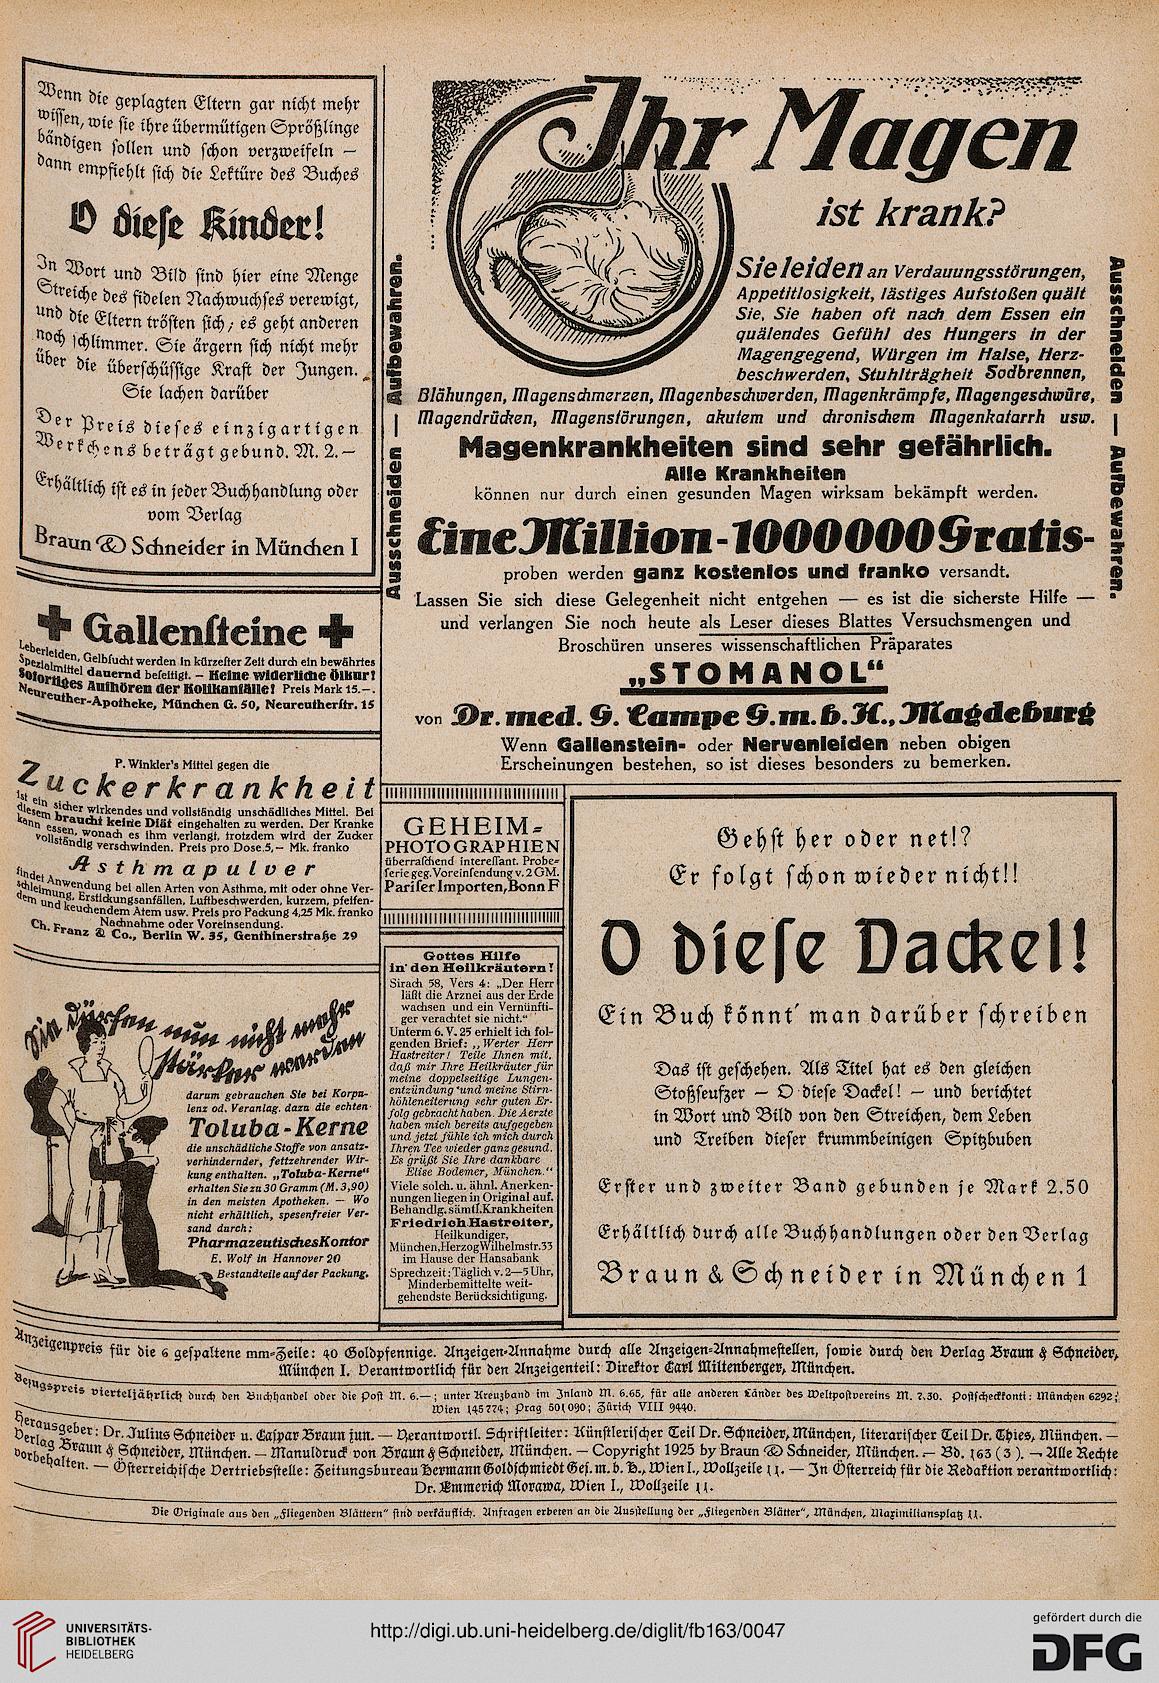 Wenn die geplagten Eltern gar nicht mehr
wissen, wie sie ihre übermütigen Sprößlinge
bändigen sollen und schon verzweifeln —
dann empfiehlt sich die Lektüre des Buches
O diese Kinder!
In Wort und Bild sind hier eine Menge
Streiche des fidelen Nachwuchses verewigt,
und die Eltern trösten sich; es geht anderen
noch schlimmer. Sie ärgern sich nicht mehr
über die überschüssige Kraft der Jungen.
Sie lachen darüber
Der Preis dieses einzigartigen
Werkchens beträgt gebund. M. 2.—
Erhältlich ist es in jeder Buchhandlung oder
vom Verlag
Braun & Schneider in München I
Gallensteine
Leberleiden, Gelbsucht werden in kürzester Zeit durch ein bewährtes
Spezialmittel dauernd beseitigt. – Keine widerliche Ölkur!
Sofortiges Aufhören der Kolikanfälle! Preis Mark 15.—.
Neureuther-Apotheke, München G. 50, Neureutherstr. 15
P. Winkler's Mittel gegen die
Zuckerkrankheit
ist ein sicher wirkendes und vollständig unschädliches Mittel. Bei
diesem braucht keine Diät eingehalten zu werden. Der Kranke
kann essen, wonach es ihm verlangt, trotzdem wird der Zucker
vollständig verschwinden. Preis pro Dose 5,– Mk. franko
Asthmapulver
findet Anwendung bei allen Arten von Asthma, mit oder ohne Ver-
schleimung, Erstickungsanfällen, Luftbeschwerden, kurzem, pfeifen-
dem und keuchendem Atem usw. Preis pro Packung 4,25 Mk. franko
Nachnahme oder Voreinsendung.
Ch. Franz & Co., Berlin W. 35, Genthinerstraße 29
Sie dürfen nun nicht mehr
stärker werden
darum gebrauchen Sie bei Korpu-
lenz od. Veranlag. dazu die echten
Toluba-Kerne
die unschädliche Stoffe von ansatz-
verhindernder, fettzehrender Wir-
kung enthalten. „Toluba-Kerne“
erhalten Sie zu 30 Gramm (M. 3,90)
in den meisten Apotheken. — Wo
nicht erhältlich, spesenfreier Ver-
sand durch:
Pharmazeutisches Kontor
E. Wolf in Hannover 20
Bestandteile auf der Packung.
Ausschneiden — Aufbewahren.
Ihr Magen
ist krank?
Sie leiden an Verdauungsstörungen,
Appetitlosigkeit, lästiges Aufstoßen quält
Sie, Sie haben oft nach dem Essen ein
quälendes Gefühl des Hungers in der
Magengegend, Würgen im Halse, Herz-
beschwerden, Stuhlträgheit Sodbrennen,
Blähungen, Magenschmerzen, Magenbeschwerden, Magenkrämpfe, Magengeschwüre,
Magendrücken, Magenstörungen, akutem und chronischem Magenkatarrh usw.
Magenkrankheiten sind sehr gefährlich.
Alle Krankheiten
können nur durch einen gesunden Magen wirksam bekämpft werden.
Eine Million - 1000000 Gratis-
proben werden ganz kostenlos und franko versandt.
Lassen Sie sich diese Gelegenheit nicht entgehen — es ist die sicherste Hilfe —
und verlangen Sie noch heute als Leser dieses Blattes Versuchsmengen und
Broschüren unseres wissenschaftlichen Präparates
„STOMANOL“
von Dr. med. G. Campe G.m.b.H., Magdeburg
Wenn Gallenstein- oder Nervenleiden neben obigen
Erscheinungen bestehen, so ist dieses besonders zu bemerken.
Ausschneiden — Aufbewahren.
GEHEIM-
PHOTOGRAPHIEN
überraschend interessant. Probe-
serie geg. Voreinsendung v. 2 GM.
Pariser Importen, Bonn F
Gottes Hilfe
in den Heilkräutern!
Sirach 38, Vers 4: „Der Herr
läßt die Arznei aus der Erde
wachsen und ein Vernünfti-
ger verachtet sie nicht.“
Unterm 6. V. 25 erhielt ich fol-
genden Brief: „Werter Herr
Hastreiter! Teile Ihnen mit,
daß mir Ihre Heilkräuter für
meine doppelseitige Lungen-
entzündung und meine Stirn-
höhleneiterung sehr guten Er-
folg gebracht haben. Die Aerzte
haben mich bereits aufgegeben
und jetzt fühle ich mich durch
Ihren Tee wieder ganz gesund.
Es grüßt Sie Ihre dankbare
Elise Bodemer, München.“
Viele solch. u. ähnl. Anerken-
nungen liegen in Original auf.
Behandlg. sämtl. Krankheiten
Friedrich Hastreiter,
Heilkundiger,
München, Herzog Wilhelmstr. 33
im Hause der Hansabank
Sprechzeit: Täglich v. 2—5 Uhr,
Minderbemittelte weit-
gehendste Berücksichtigung.
Gehst her oder net!?
Er folgt schon wieder nicht!!
O diese Dackel!
Ein Buch könnt' man darüber schreiben
Das ist geschehen. Als Titel hat es den gleichen
Stoßseufzer — O diese Dackel! — und berichtet
in Wort und Bild von den Streichen, dem Leben
und Treiben dieser krummbeinigen Spitzbuben
Erster und zweiter Band gebunden je Mark 2.50
Erhältlich durch alle Buchhandlungen oder den Verlag
Braun & Schneider in München 1
Anzeigenpreis für die 6 gespaltene mm-Zeile: 40 Goldpfennige. Anzeigen-Annahme durch alle Anzeigen-Annahmestellen, sowie durch den Verlag Braun & Schneider,
München I. Verantwortlich für den Anzeigenteil: Direktor Carl Miltenberger, München.
Bezugspreis vierteljährlich durch den Buchhandel oder die Post M. 6.—; unter Kreuzband im Inland M. 6.65, für alle anderen Länder des Weltpostvereins M. 7.30. Postscheckkonti: München 6292;
Wien 145774; Prag 501090; Zürich VIII 9440.
Herausgeber: Dr. Julius Schneider u. Caspar Braun jun. — Verantwortl. Schriftleiter: Künstlerischer Teil Dr. Schneider, München, literarischer Teil Dr. Thies, München. —
Verlag Braun & Schneider, München. — Manuldruck von Braun & Schneider, München. — Copyright 1925 by Braun & Schneider, München. — Bd. 163 (3). — Alle Rechte
vorbehalten. — Österreichische Vertriebsstelle: Zeitungsbureau Hermann Goldschmiedt Ges. m. b. H., Wien I., Wollzeile 11. — In Österreich für die Redaktion verantwortlich:
Dr. Emmerich Morawa, Wien I., Wollzeile 11.
Die Originale aus den „Fliegenden Blättern“ sind verkäuflich. Anfragen erbeten an die Ausstellung der „Fliegenden Blätter“, München, Maximiliansplatz 11.
UNIVERSITÄTS-
BIBLIOTHEK
HEIDELBERG
http://digi.ub.uni-heidelberg.de/diglit/fb163/0047
gefördert durch die
DFG